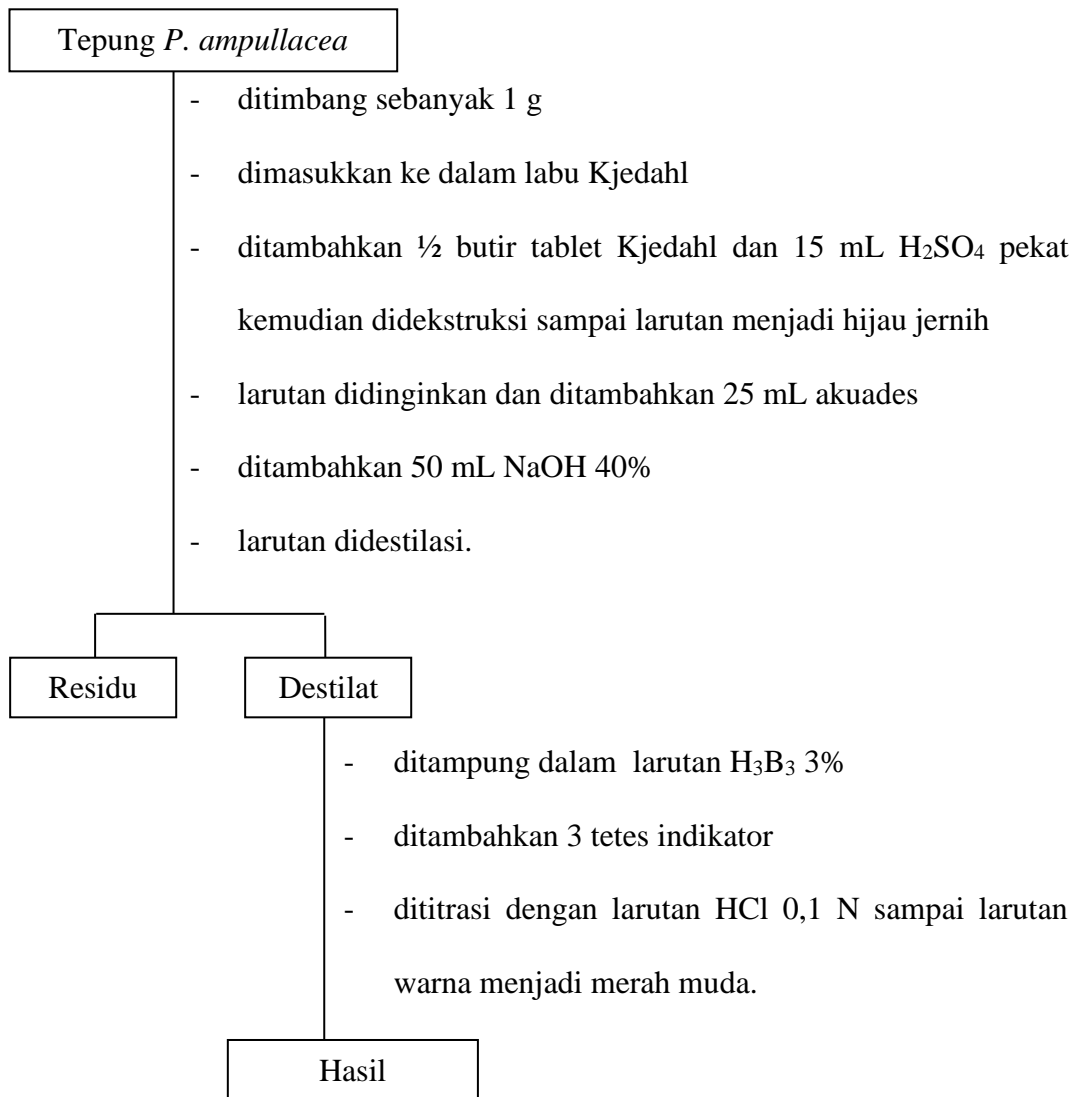 Tepung P. ampullacea
- ditimbang sebanyak 1 g
- dimasukkan ke dalam labu Kjedahl
- ditambahkan ½ butir tablet Kjedahl dan 15 mL H₂SO₄ pekat
kemudian didekstruksi sampai larutan menjadi hijau jernih
- larutan didinginkan dan ditambahkan 25 mL akuades
- ditambahkan 50 mL NaOH 40%
- larutan didestilasi.
Residu
Destilat
- ditampung dalam larutan H₃B₃ 3%
- ditambahkan 3 tetes indikator
- dititrasi dengan larutan HCl 0,1 N sampai larutan
warna menjadi merah muda.
Hasil